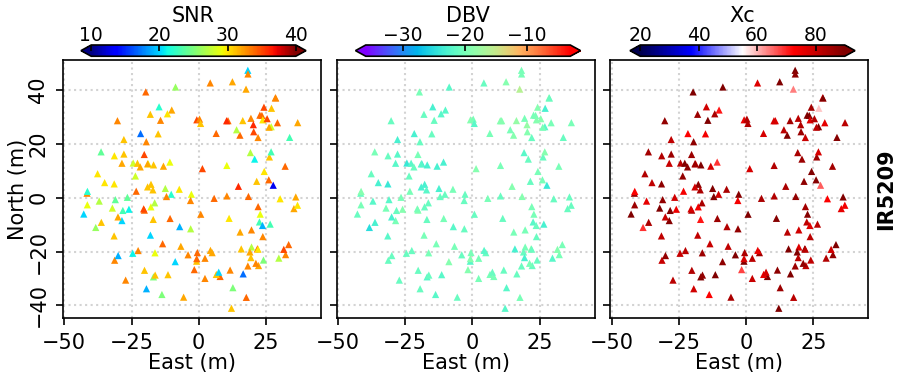 SNR DBV Xc
10 20 30 40 −30 −20 −10 20 40 60 80
40
20
0
−20
−40
North (m)
−50 −25 0 25 −50 −25 0 25 −50 −25 0 25
East (m) East (m) East (m)
IR5209